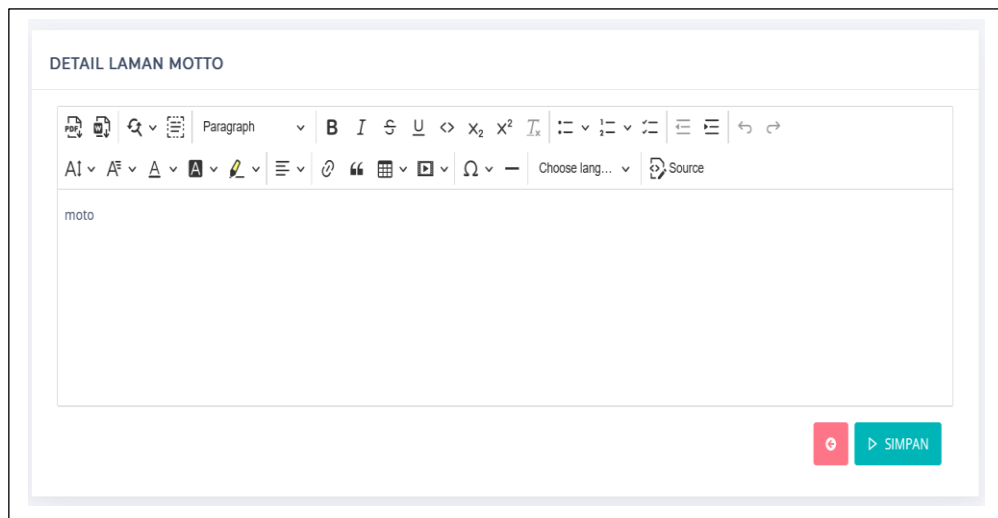 DETAIL LAMAN MOTTO
Paragraph
Choose lang... Source
moto
SIMPAN